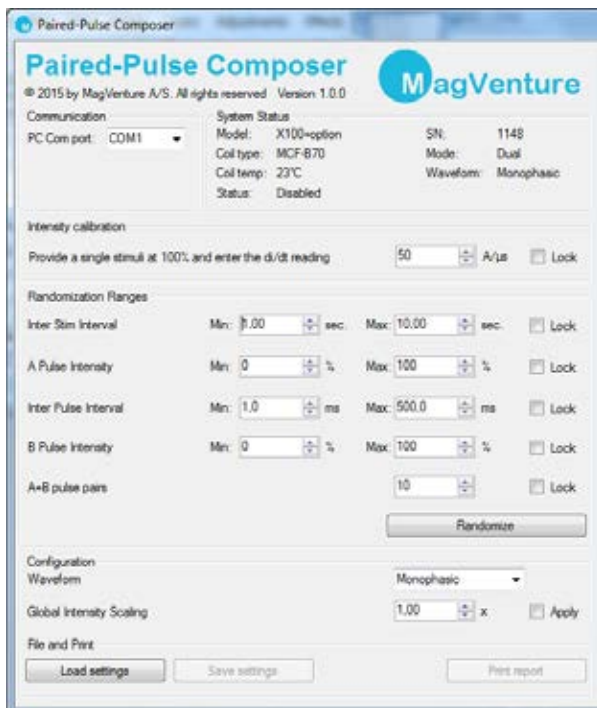 Paired-Pulse Composer
Paired-Pulse Composer
MagVenture
© 2015 by MagVenture A/S. All rights reserved Version 1.0.0
Communication
PC Com port: COM1
System Status
Model: X100+option SN: 1148
Coil type: MCF-B70 Mode: Dual
Coil temp: 23°C Waveform: Monophasic
Status: Disabled
Intensity calibration
Provide a single stimuli at 100% and enter the di/dt reading 50 A/µs Lock
Randomization Ranges
Inter Stim Interval Min: 1.00 sec. Max: 10.00 sec. Lock
A Pulse Intensity Min: 0 % Max: 100 % Lock
Inter Pulse Interval Min: 1,0 ms Max: 500,0 ms Lock
B Pulse Intensity Min: 0 % Max: 100 % Lock
A+B pulse pairs 10 Lock
Randomize
Configuration
Waveform Monophasic
Global Intensity Scaling 1,00 x Apply
File and Print
Load settings Save settings Print report